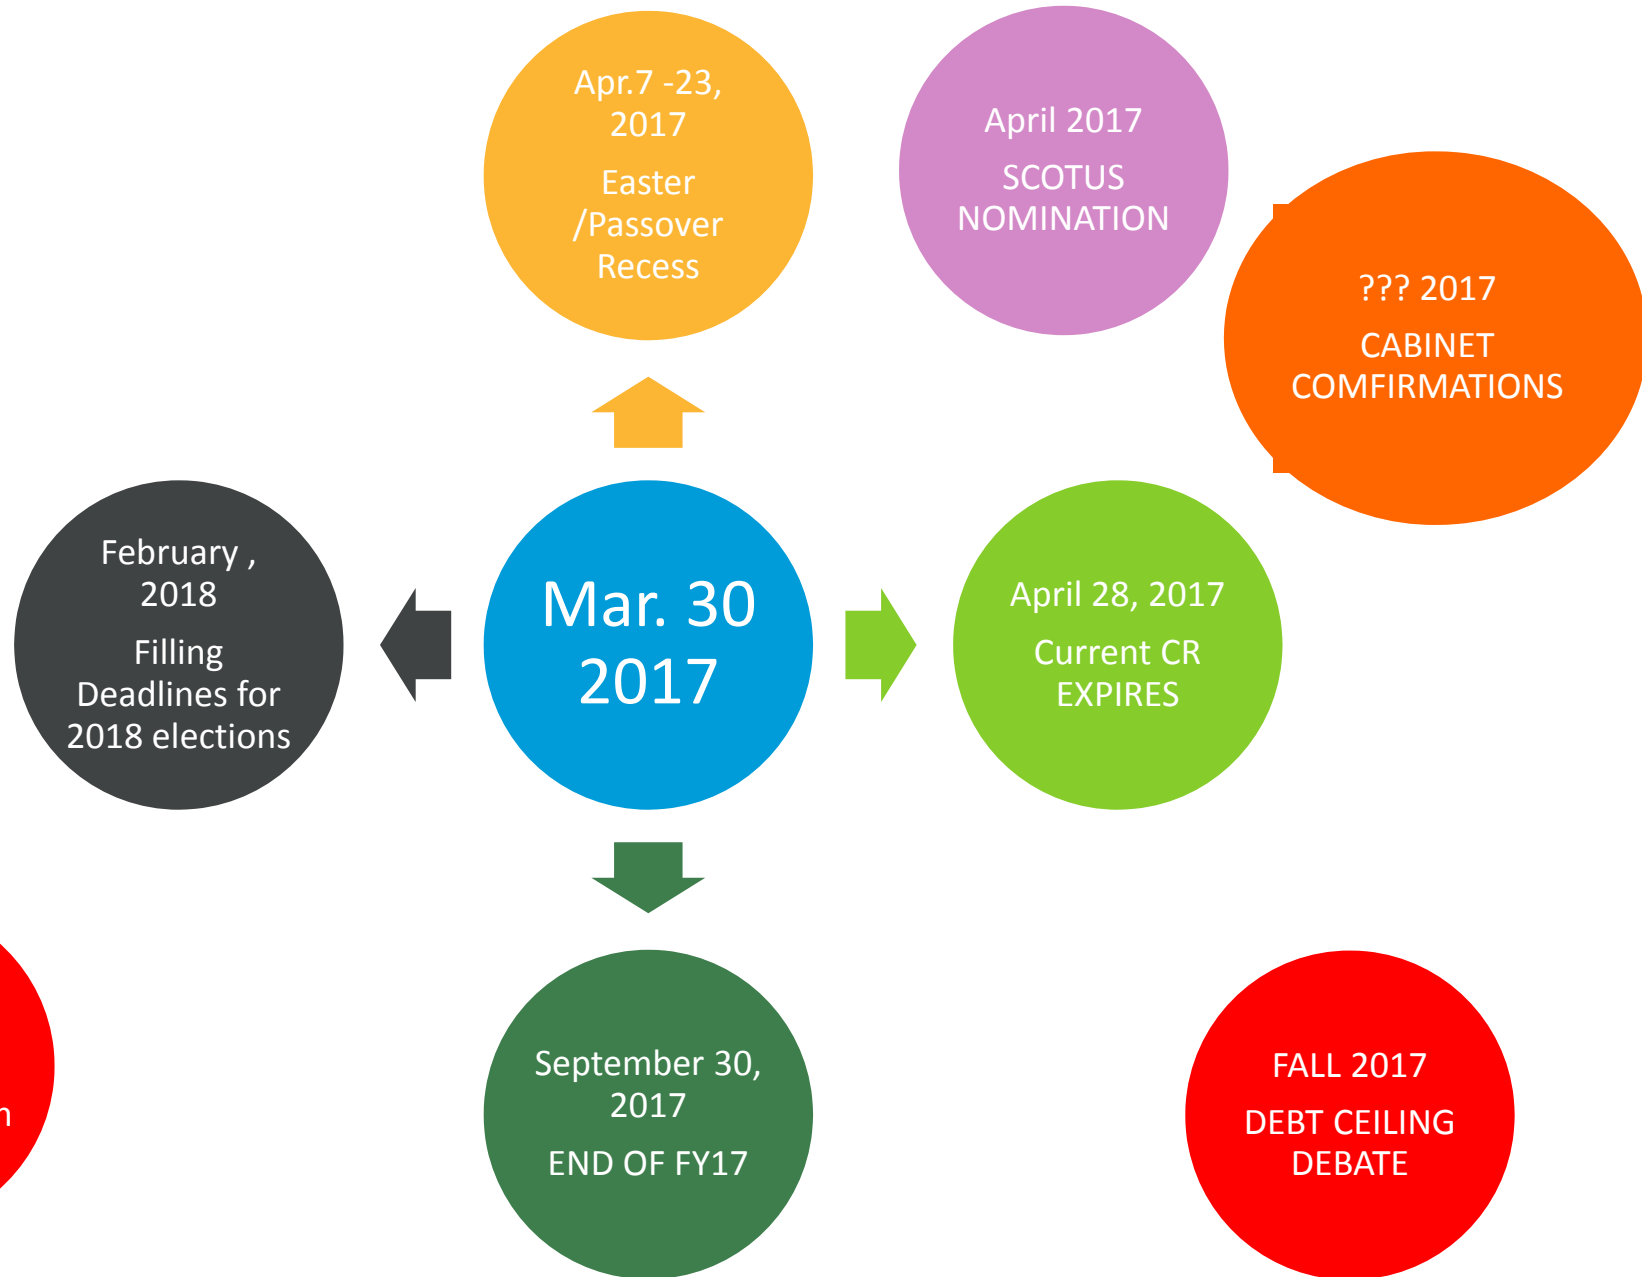 Apr.7 -23,
2017
Easter
/Passover
Recess
April 2017
SCOTUS
NOMINATION
??? 2017
CABINET
COMFIRMATIONS
February ,
2018
Filling
Deadlines for
2018 elections
Mar. 30
2017
April 28, 2017
Current CR
EXPIRES
September 30,
2017
END OF FY17
FALL 2017
DEBT CEILING
DEBATE